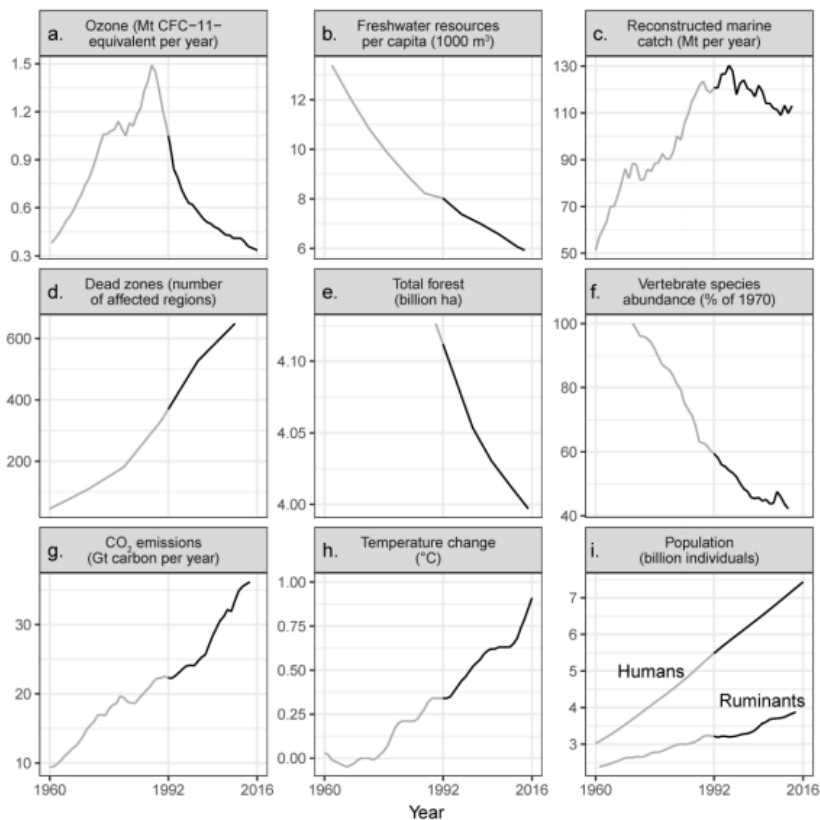 a. Ozone (Mt CFC−11−
equivalent per year)
1.5
1.2
0.9
0.6
0.3
b. Freshwater resources
per capita (1000 m³)
12
10
8
6
c. Reconstructed marine
catch (Mt per year)
130
110
90
70
50
d. Dead zones (number
of affected regions)
600
400
200
e. Total forest
(billion ha)
4.10
4.05
4.00
f. Vertebrate species
abundance (% of 1970)
100
80
60
40
g. CO₂ emissions
(Gt carbon per year)
30
20
10
1960 1992 2016
h. Temperature change
(°C)
1.00
0.75
0.50
0.25
0.00
1960 1992 2016
i. Population
(billion individuals)
7
6
5
4
3
Humans
Ruminants
1960 1992 2016
Year